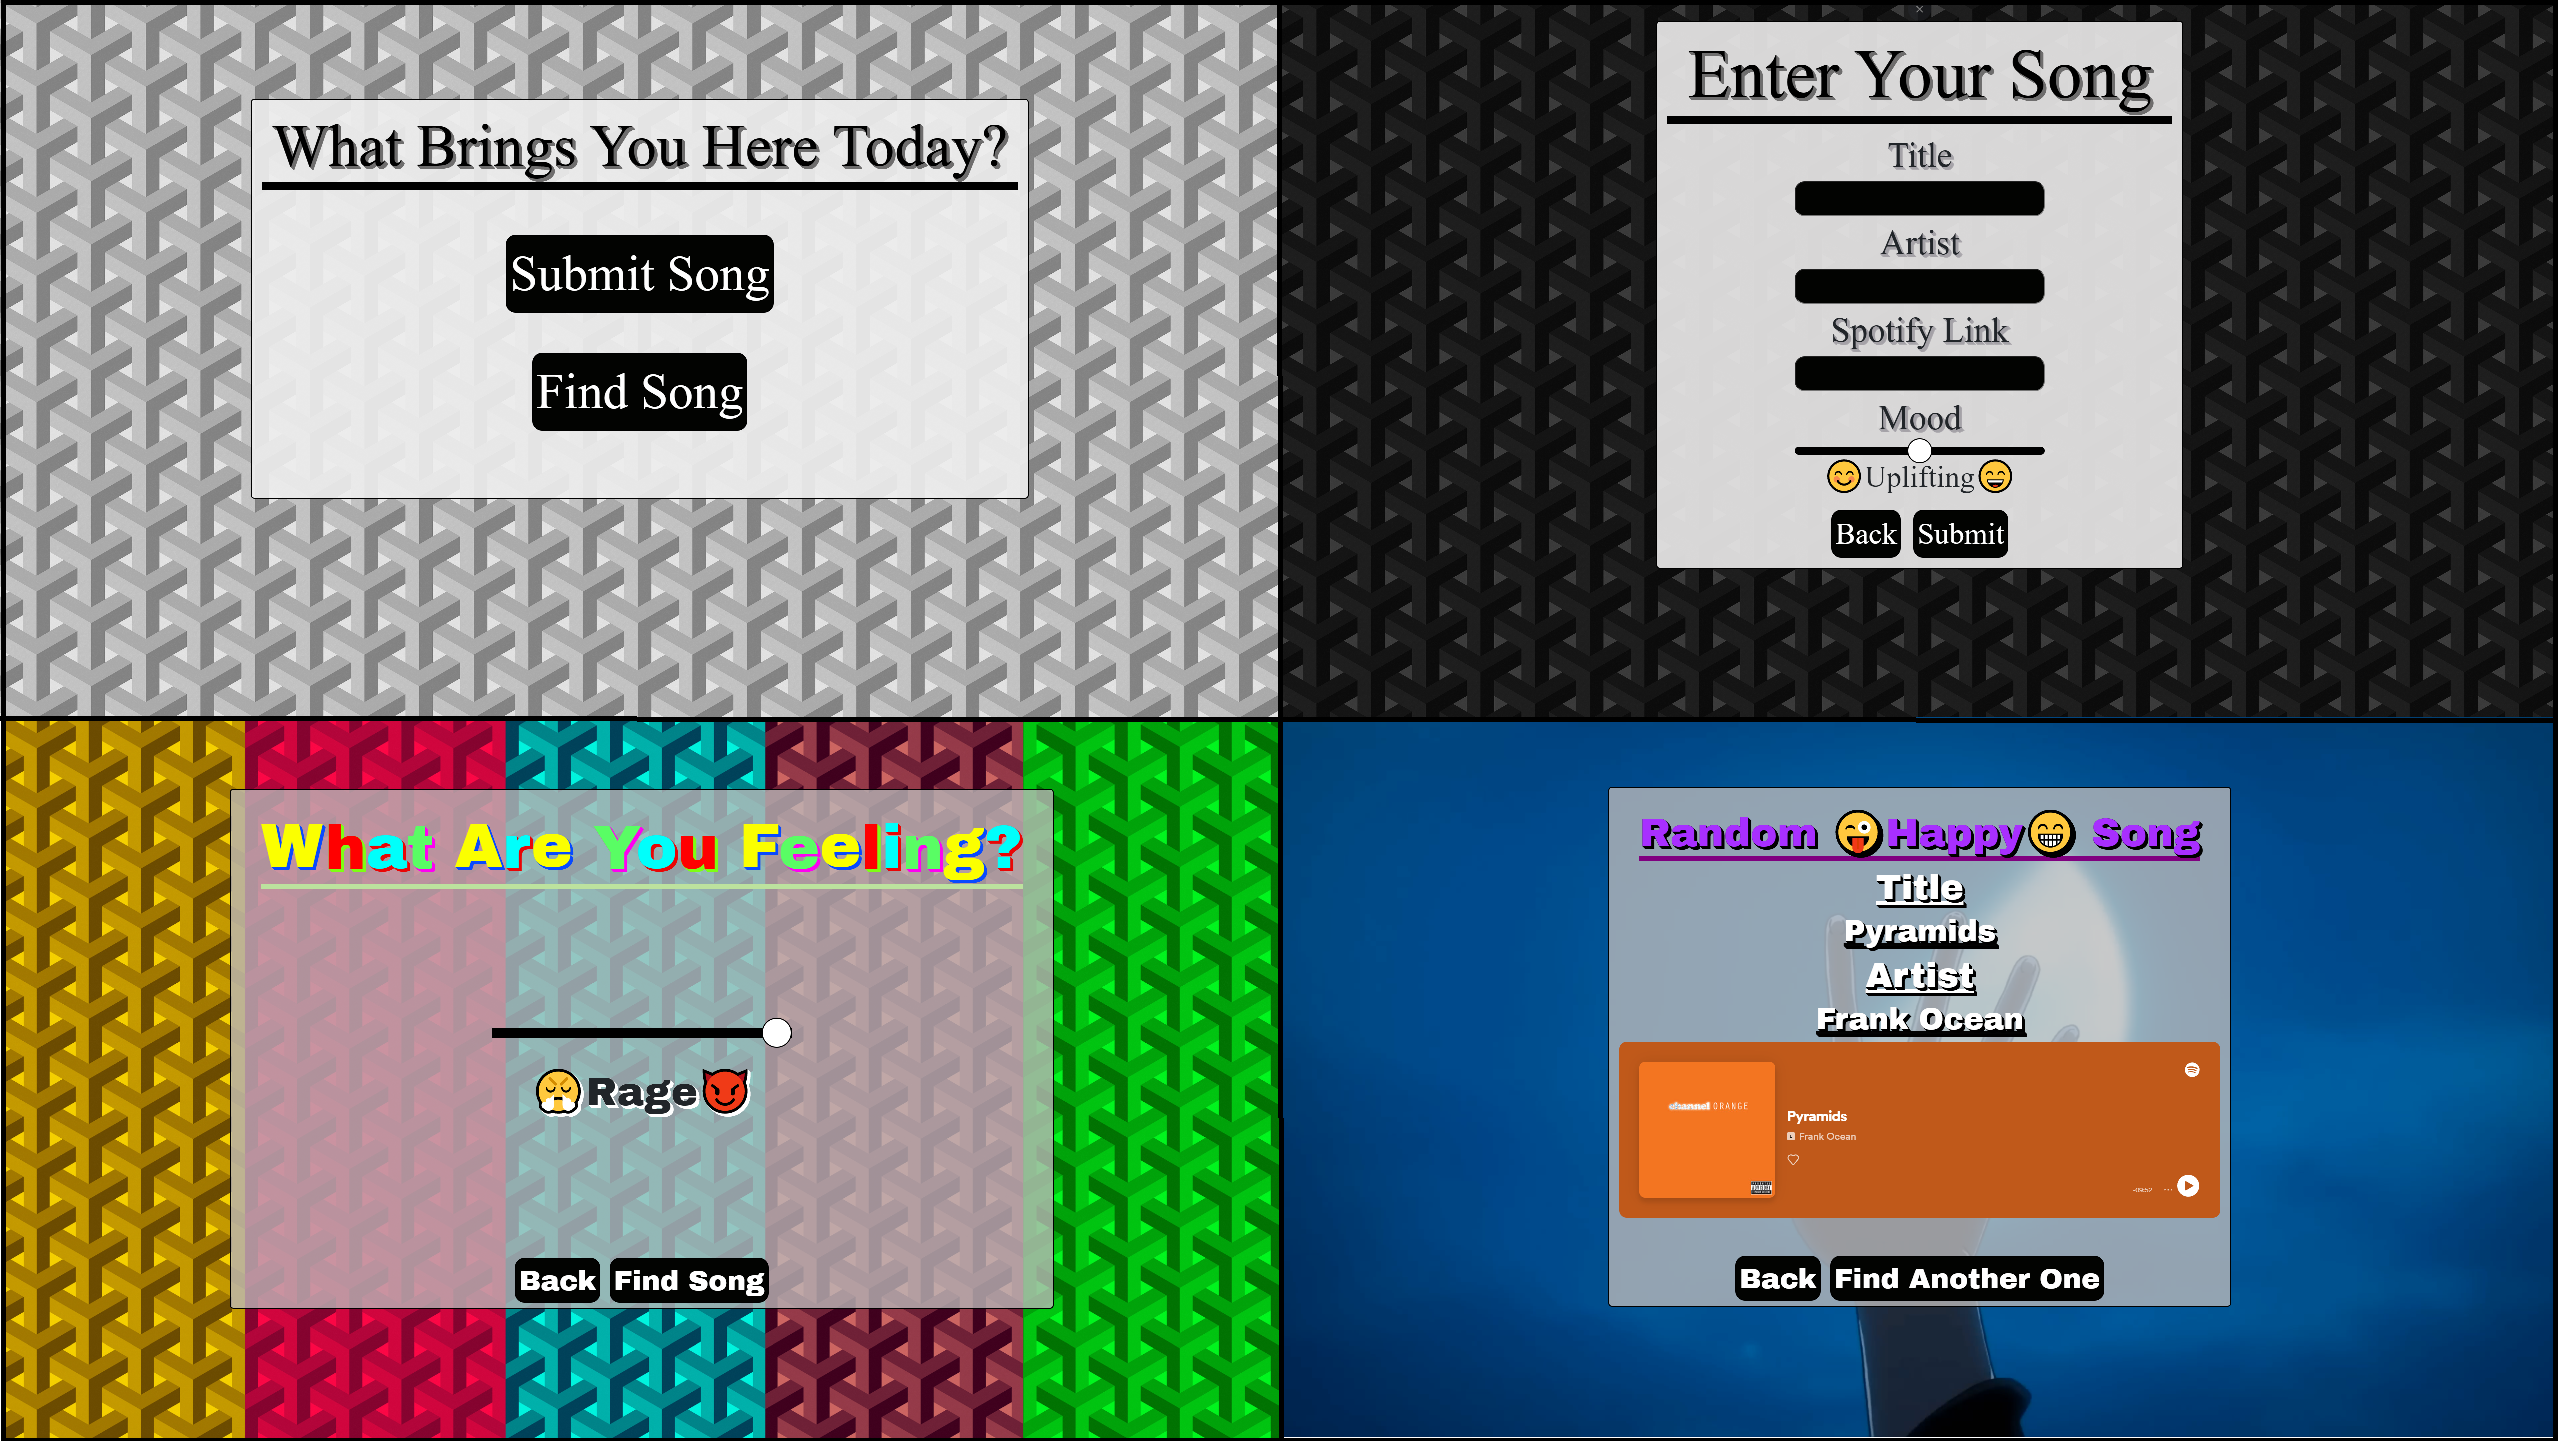 What Brings You Here Today?
Submit Song
Find Song
Enter Your Song
Title
Artist
Spotify Link
Mood
😊Uplifting😄
Back Submit
What Are You Feeling?
😤Rage😈
Back Find Song
Random 😜Happy😁 Song
Title
Pyramids
Artist
Frank Ocean
channel ORANGE
Pyramids
E Frank Ocean
Back Find Another One